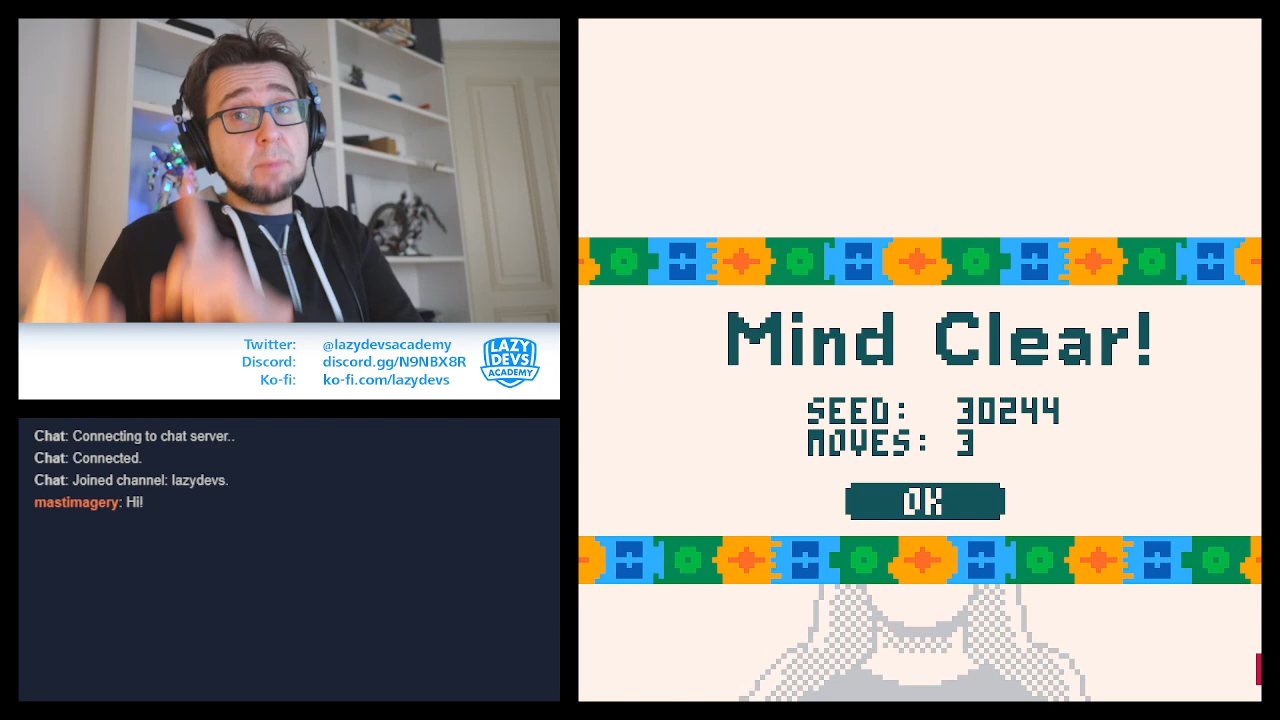 Twitter: @lazydevsacademy
Discord: discord.gg/N9NBX8R
Ko-fi: ko-fi.com/lazydevs
LAZY
DEVS
ACADEMY
Chat: Connecting to chat server..
Chat: Connected.
Chat: Joined channel: lazydevs.
mastimagery: Hi!
Mind Clear!
SEED: 30244
MOVES: 3
OK